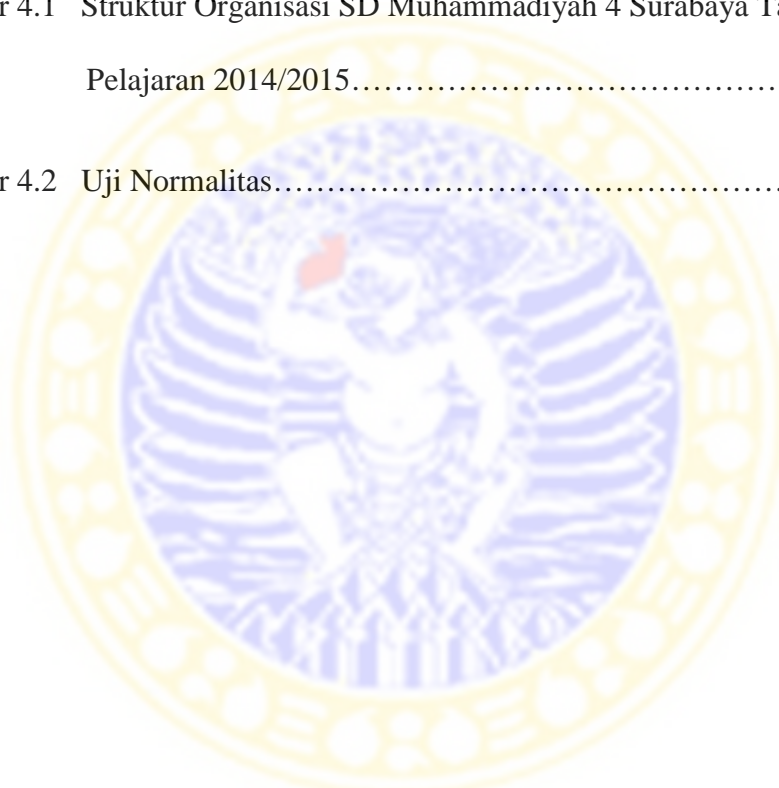 r 4.1 Struktur Organisasi SD Muhammadiyah 4 Surabaya Ta
Pelajaran 2014/2015……………………………………
r 4.2 Uji Normalitas……………………………………………